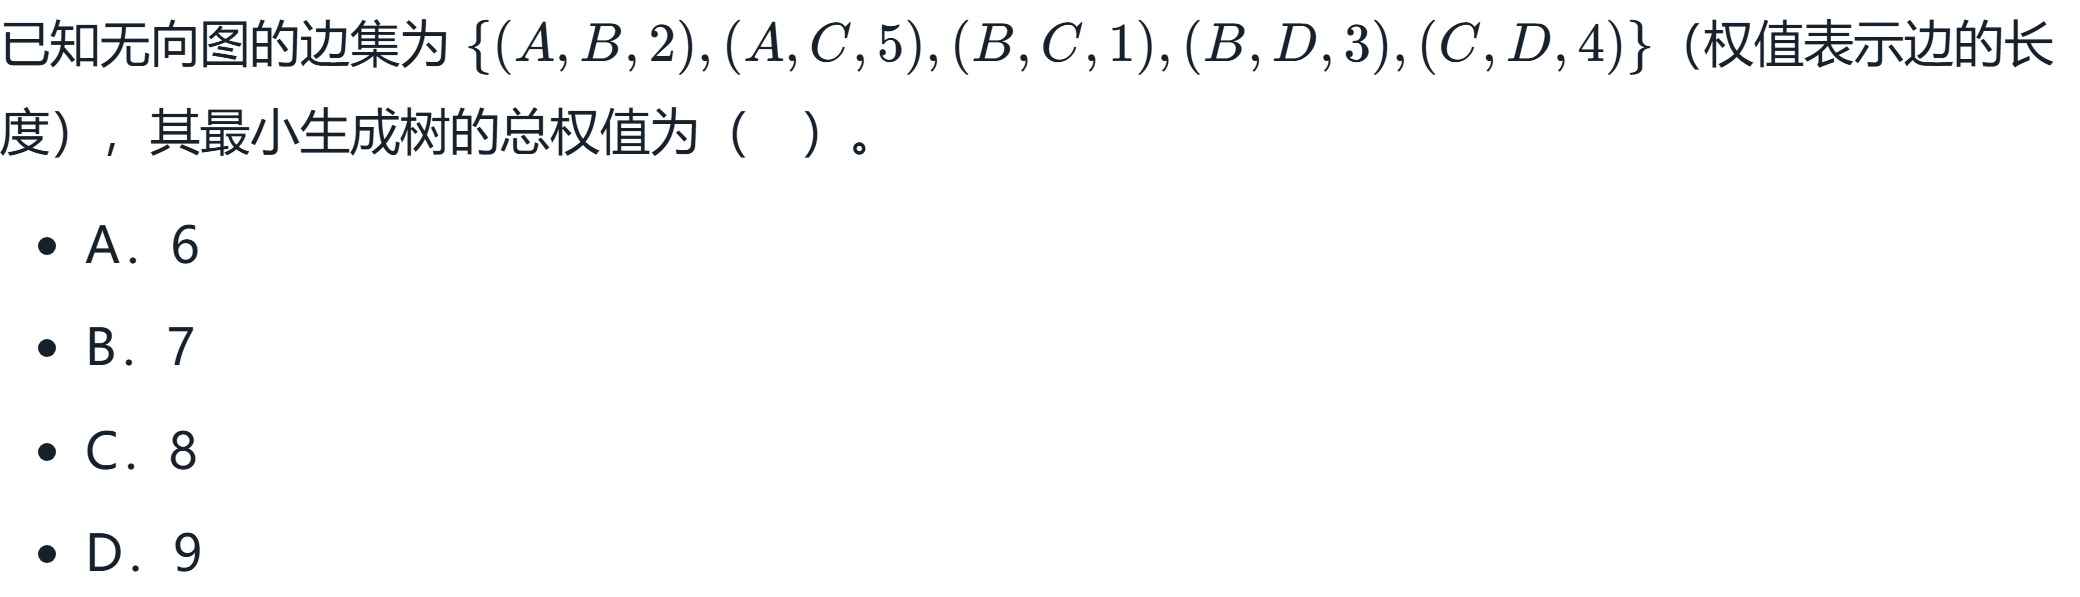 已知无向图的边集为 {(A, B, 2), (A, C, 5), (B, C, 1), (B, D, 3), (C, D, 4)}（权值表示边的长
度），其最小生成树的总权值为（ ）。
• A. 6
• B. 7
• C. 8
• D. 9